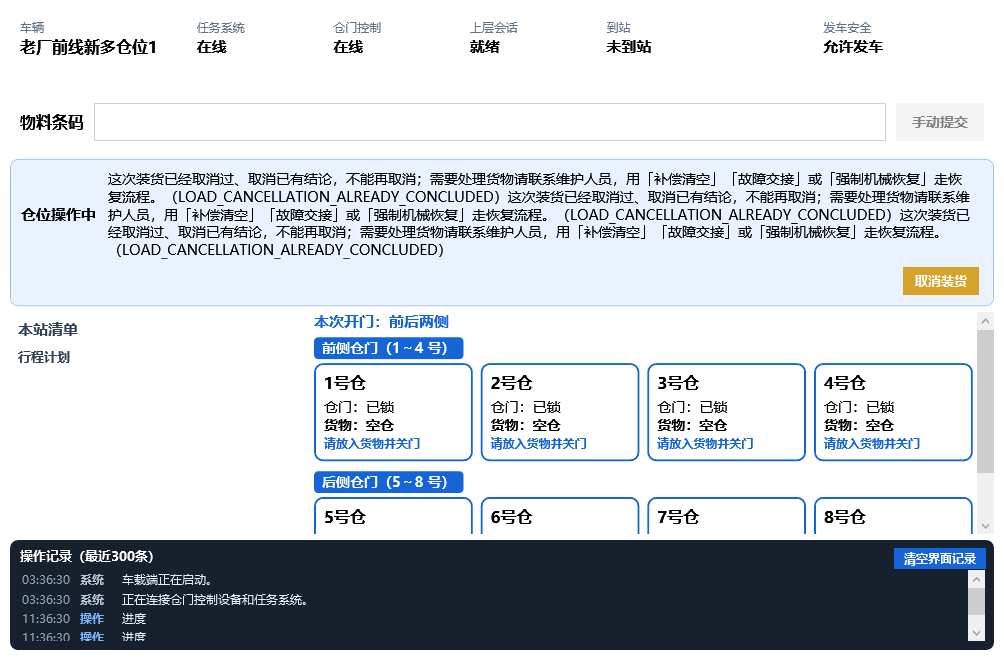 车辆
老厂前线新多仓位1
任务系统
在线
仓门控制
在线
上层会话
就绪
到站
未到站
发车安全
允许发车
物料条码
手动提交
仓位操作中
这次装货已经取消过、取消已有结论，不能再取消；需要处理货物请联系维护人员，用「补偿清空」「故障交接」或「强制机械恢复」走恢
复流程。（LOAD_CANCELLATION_ALREADY_CONCLUDED）这次装货已经取消过、取消已有结论，不能再取消；需要处理货物请联系维
护人员，用「补偿清空」「故障交接」或「强制机械恢复」走恢复流程。（LOAD_CANCELLATION_ALREADY_CONCLUDED）这次装货已
经取消过、取消已有结论，不能再取消；需要处理货物请联系维护人员，用「补偿清空」「故障交接」或「强制机械恢复」走恢复流程。
（LOAD_CANCELLATION_ALREADY_CONCLUDED）
取消装货
本站清单
行程计划
本次开门：前后两侧
前侧仓门（1～4 号）
1号仓
仓门：已锁
货物：空仓
请放入货物并关门
2号仓
仓门：已锁
货物：空仓
请放入货物并关门
3号仓
仓门：已锁
货物：空仓
请放入货物并关门
4号仓
仓门：已锁
货物：空仓
请放入货物并关门
后侧仓门（5～8 号）
5号仓
6号仓
7号仓
8号仓
操作记录（最近300条）
清空界面记录
03:36:30 系统 车载端正在启动。
03:36:30 系统 正在连接仓门控制设备和任务系统。
11:36:30 操作 进度
11:36:30 操作 进度